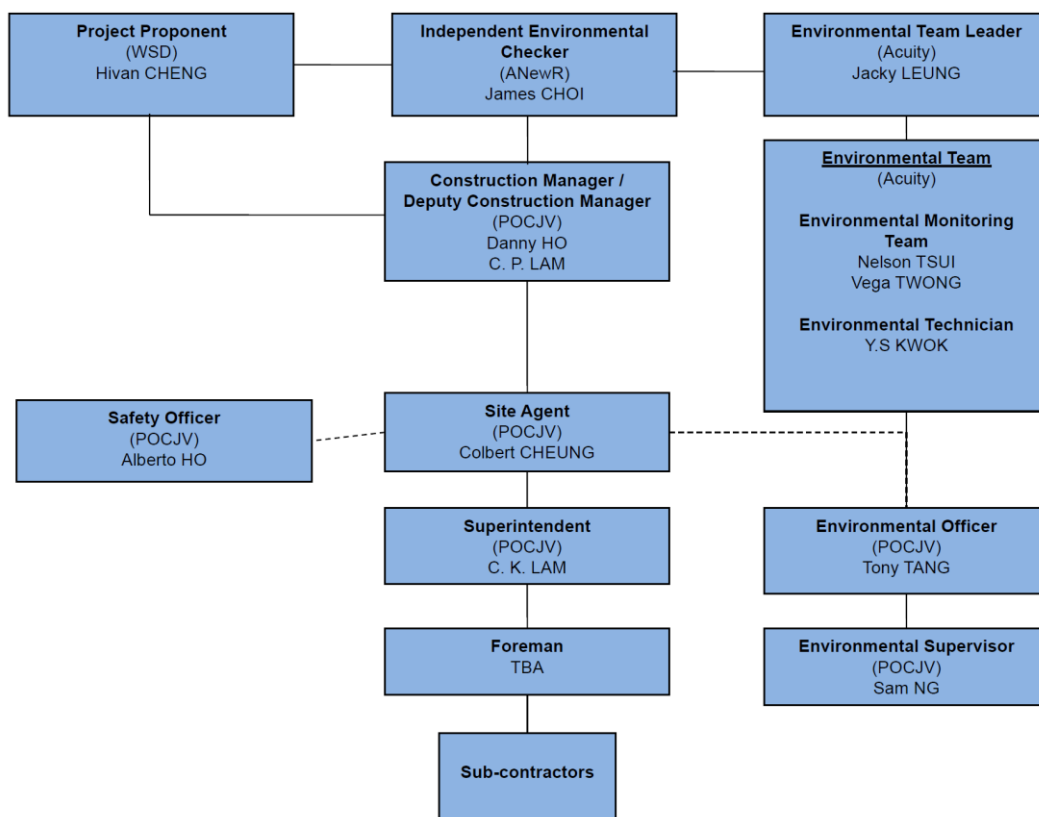 Project Proponent
(WSD)
Hivan CHENG
Independent Environmental
Checker
(ANewR)
James CHOI
Environmental Team Leader
(Acuity)
Jacky LEUNG
Construction Manager /
Deputy Construction Manager
(POCJV)
Danny HO
C. P. LAM
Environmental Team
(Acuity)
Environmental Monitoring
Team
Nelson TSUI
Vega TWONG
Environmental Technician
Y.S KWOK
Safety Officer
(POCJV)
Alberto HO
Site Agent
(POCJV)
Colbert CHEUNG
Superintendent
(POCJV)
C. K. LAM
Environmental Officer
(POCJV)
Tony TANG
Foreman
TBA
Environmental Supervisor
(POCJV)
Sam NG
Sub-contractors